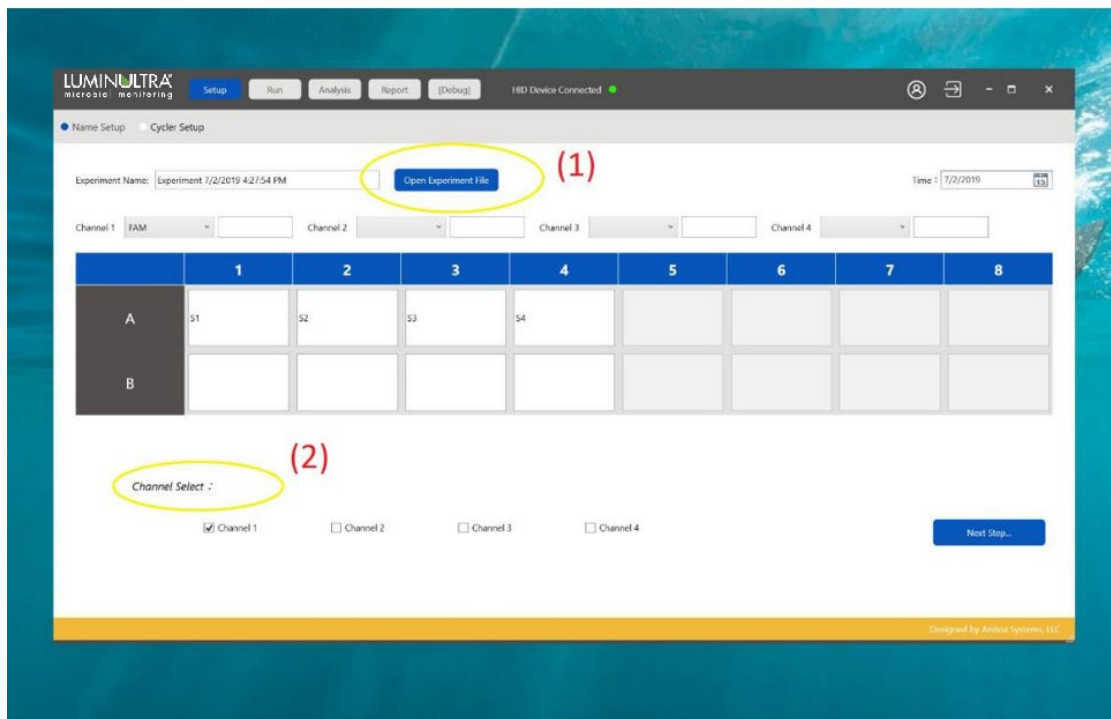 LUMINULTRA
microbial monitoring
Setup Run Analysis Report [Debug] HID Device Connected
Name Setup Cycler Setup
(1)
Experiment Name: Experiment 7/2/2019 4:27:54 PM Open Experiment File Time : 7/2/2019 15
Channel 1 FAM Channel 2 Channel 3 Channel 4
1 2 3 4 5 6 7 8
A S1 S2 S3 S4
B
(2)
Channel Select :
Channel 1 Channel 2 Channel 3 Channel 4
Next Step...
Designed by Anitoa Systems, LLC